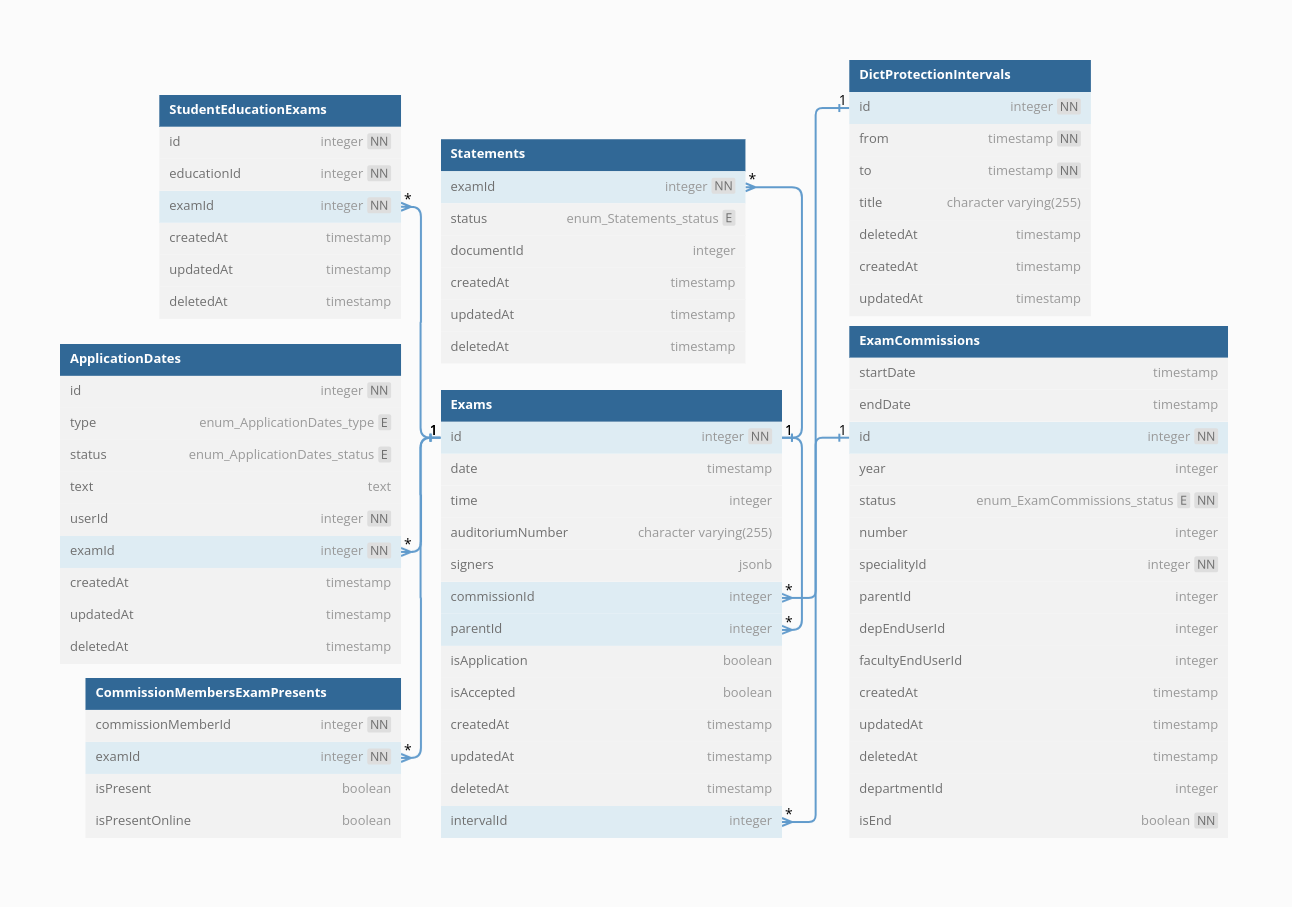 StudentEducationExams
id integer NN
educationId integer NN
examId integer NN *
createdAt timestamp
updatedAt timestamp
deletedAt timestamp
ApplicationDates
id integer NN
type enum_ApplicationDates_type E
status enum_ApplicationDates_status E
text text
userId integer NN
examId integer NN *
createdAt timestamp
updatedAt timestamp
deletedAt timestamp
CommissionMembersExamPresents
commissionMemberId integer NN
examId integer NN *
isPresent boolean
isPresentOnline boolean
Statements
examId integer NN *
status enum_Statements_status E
documentId integer
createdAt timestamp
updatedAt timestamp
deletedAt timestamp
Exams
1 id integer NN 1
date timestamp
time integer
auditoriumNumber character varying(255)
signers jsonb
commissionId integer *
parentId integer *
isApplication boolean
isAccepted boolean
createdAt timestamp
updatedAt timestamp
deletedAt timestamp
intervalId integer *
DictProtectionIntervals
1 id integer NN
from timestamp NN
to timestamp NN
title character varying(255)
deletedAt timestamp
createdAt timestamp
updatedAt timestamp
ExamCommissions
startDate timestamp
endDate timestamp
1 id integer NN
year integer
status enum_ExamCommissions_status E NN
number integer
specialityId integer NN
parentId integer
depEndUserId integer
facultyEndUserId integer
createdAt timestamp
updatedAt timestamp
deletedAt timestamp
departmentId integer
isEnd boolean NN